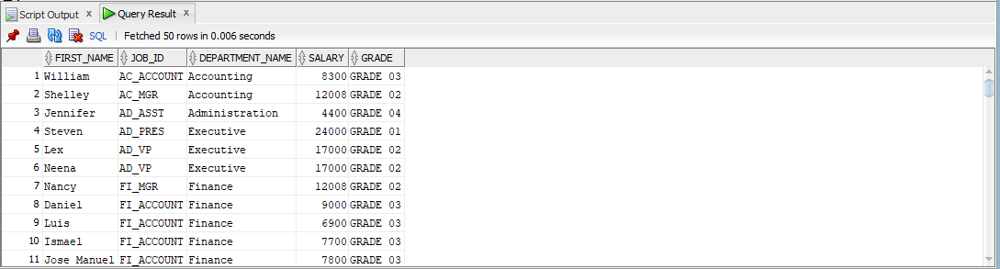 Script Output x Query Result x
SQL | Fetched 50 rows in 0.006 seconds
FIRST_NAME JOB_ID DEPARTMENT_NAME SALARY GRADE
1 William AC_ACCOUNT Accounting 8300 GRADE 03
2 Shelley AC_MGR Accounting 12008 GRADE 02
3 Jennifer AD_ASST Administration 4400 GRADE 04
4 Steven AD_PRES Executive 24000 GRADE 01
5 Lex AD_VP Executive 17000 GRADE 02
6 Neena AD_VP Executive 17000 GRADE 02
7 Nancy FI_MGR Finance 12008 GRADE 02
8 Daniel FI_ACCOUNT Finance 9000 GRADE 03
9 Luis FI_ACCOUNT Finance 6900 GRADE 03
10 Ismael FI_ACCOUNT Finance 7700 GRADE 03
11 Jose Manuel FI_ACCOUNT Finance 7800 GRADE 03